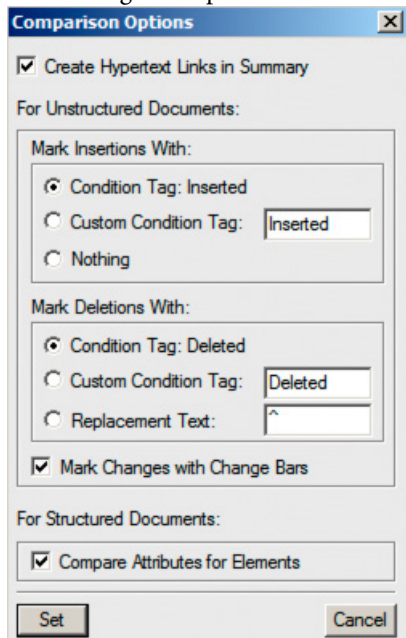 Comparison Options
Create Hypertext Links in Summary
For Unstructured Documents:
Mark Insertions With:
Condition Tag: Inserted
Custom Condition Tag: Inserted
Nothing
Mark Deletions With:
Condition Tag: Deleted
Custom Condition Tag: Deleted
Replacement Text: ^
Mark Changes with Change Bars
For Structured Documents:
Compare Attributes for Elements
Set Cancel